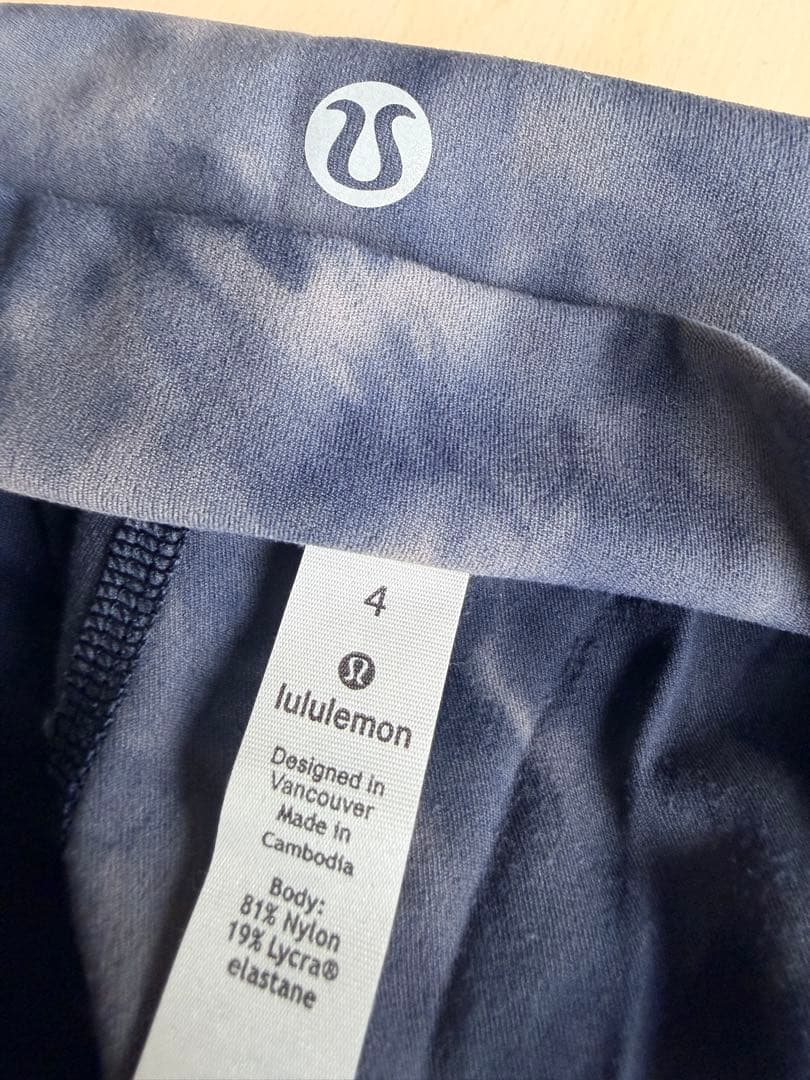 4
lululemon
Designed in
Vancouver
Made in
Cambodia
Body:
81% Nylon
19% Lycra®
elastane